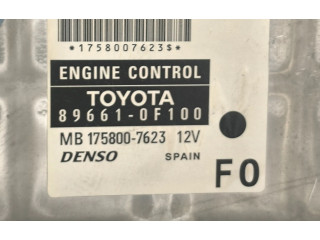 *1758007623$*
ENGINE CONTROL
TOYOTA
89661-0F100
MB 175800-7623 12V
DENSO SPAIN
F0